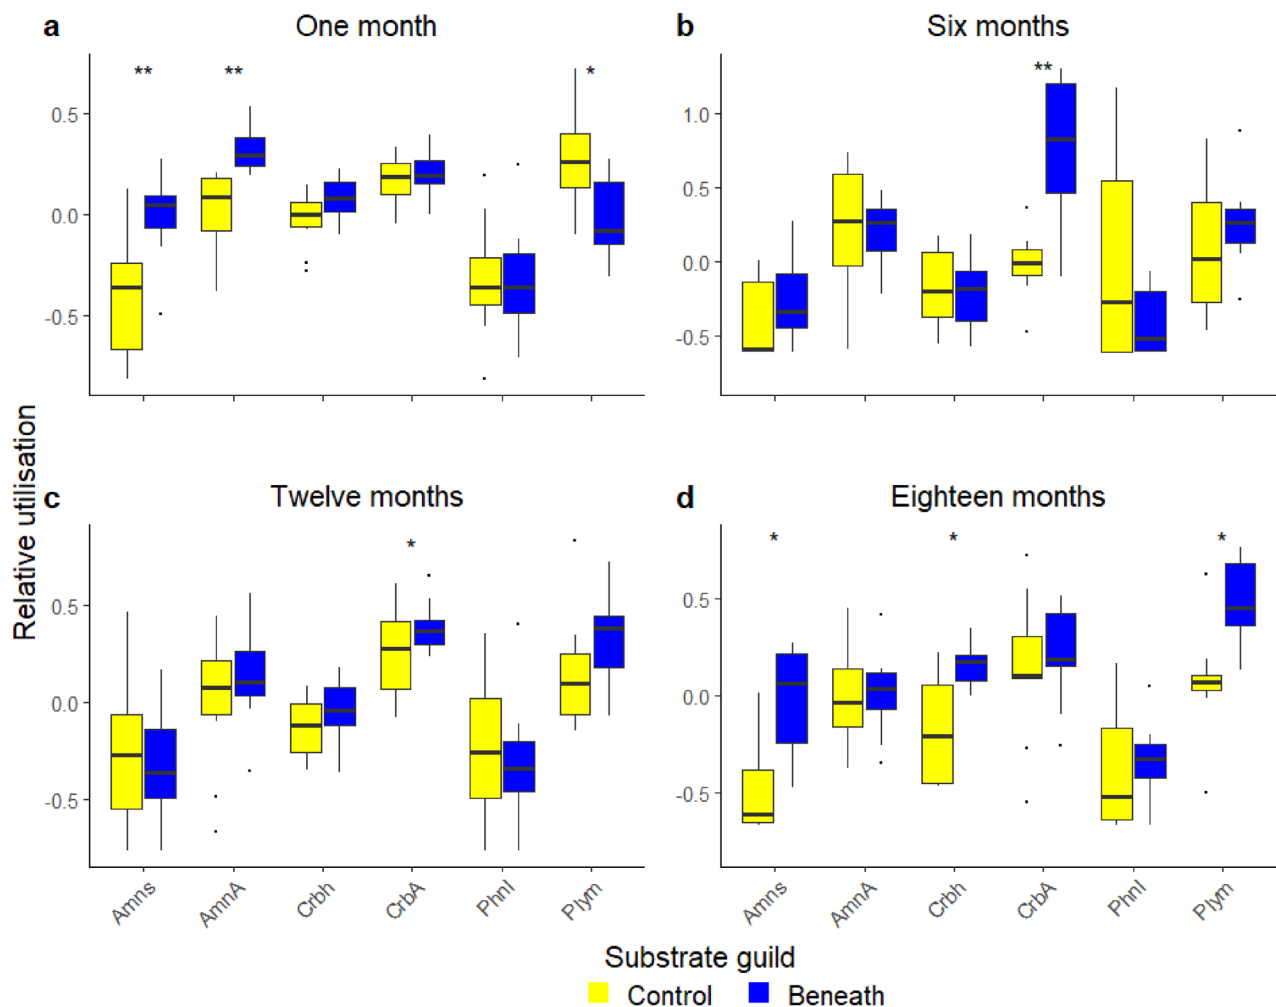 a One month
** ** *
0.5
0.0
-0.5
b Six months
**
1.0
0.5
0.0
-0.5
Relative utilisation
c Twelve months
*
0.5
0.0
-0.5
Amns AmnA Crbh CrbA Phnl Plym
d Eighteen months
* * *
0.5
0.0
-0.5
Amns AmnA Crbh CrbA Phnl Plym
Substrate guild
Control Beneath